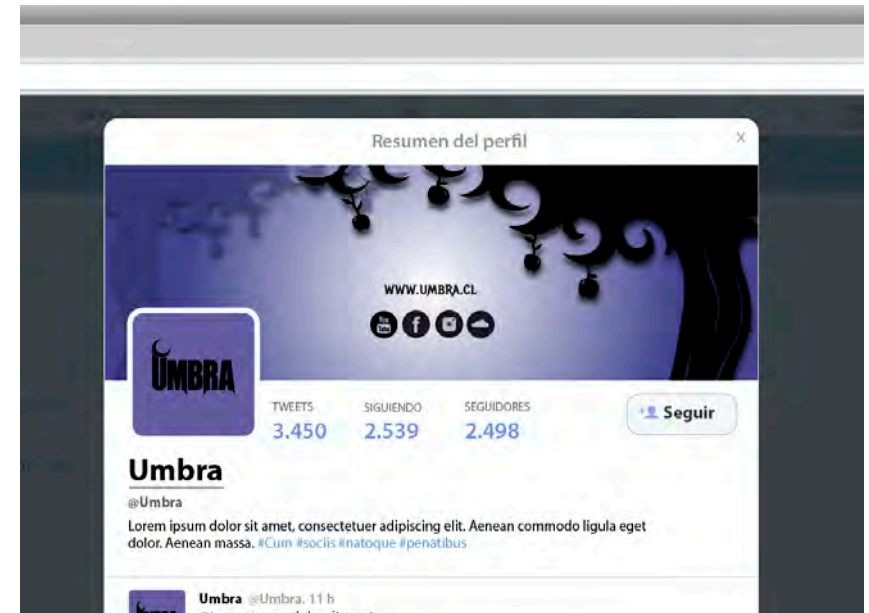 Resumen del perfil
x
WWW.UMBRA.CL
You
Tube
UMBRA
TWEETS
SIGUIENDO
SEGUIDORES
3.450
2.539
2.498
Seguir
Umbra
@Umbra
Lorem ipsum dolor sit amet, consectetuer adipiscing elit. Aenean commodo ligula eget
dolor. Aenean massa. #Cum #sociis #natoque #penatibus
Umbra @Umbra. 11 h